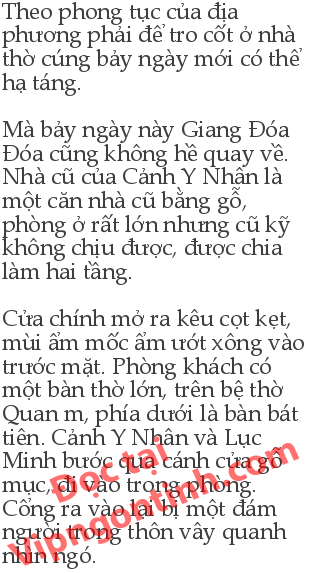 Theo phong tục của địa
phương phải để tro cốt ở nhà
thờ cúng bảy ngày mới có thể
hạ táng.
Mà bảy ngày này Giang Đóa
Đóa cũng không hề quay về.
Nhà cũ của Cảnh Y Nhân là
một căn nhà cũ bằng gỗ,
phòng ở rất lớn nhưng cũ kỹ
không chịu được, được chia
làm hai tầng.
Cửa chính mở ra kêu cọt kẹt,
mùi ẩm mốc ẩm ướt xông vào
trước mặt. Phòng khách có
một bàn thờ lớn, trên bệ thờ
Quan m, phía dưới là bàn bát
tiên. Cảnh Y Nhân và Lục
Minh bước qua cánh cửa gỗ
mục, đi vào trong phòng.
Cổng ra vào lại bị một đám
người trong thôn vây quanh
nhìn ngó.
Đọc tại
Vipngontinh.com